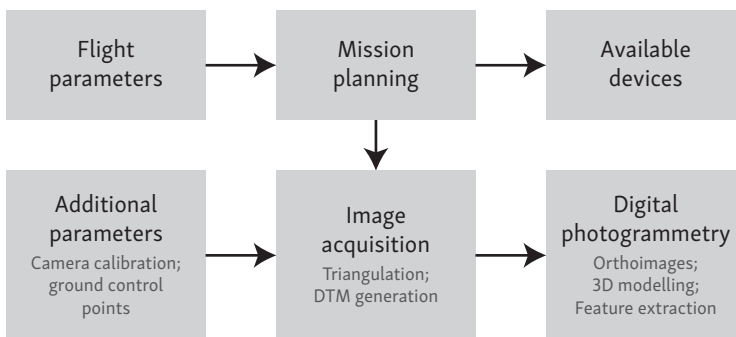 Flight
parameters
Mission
planning
Available
devices
Additional
parameters
Camera calibration;
ground control
points
Image
acquisition
Triangulation;
DTM generation
Digital
photogrammetry
Orthoimages;
3D modelling;
Feature extraction